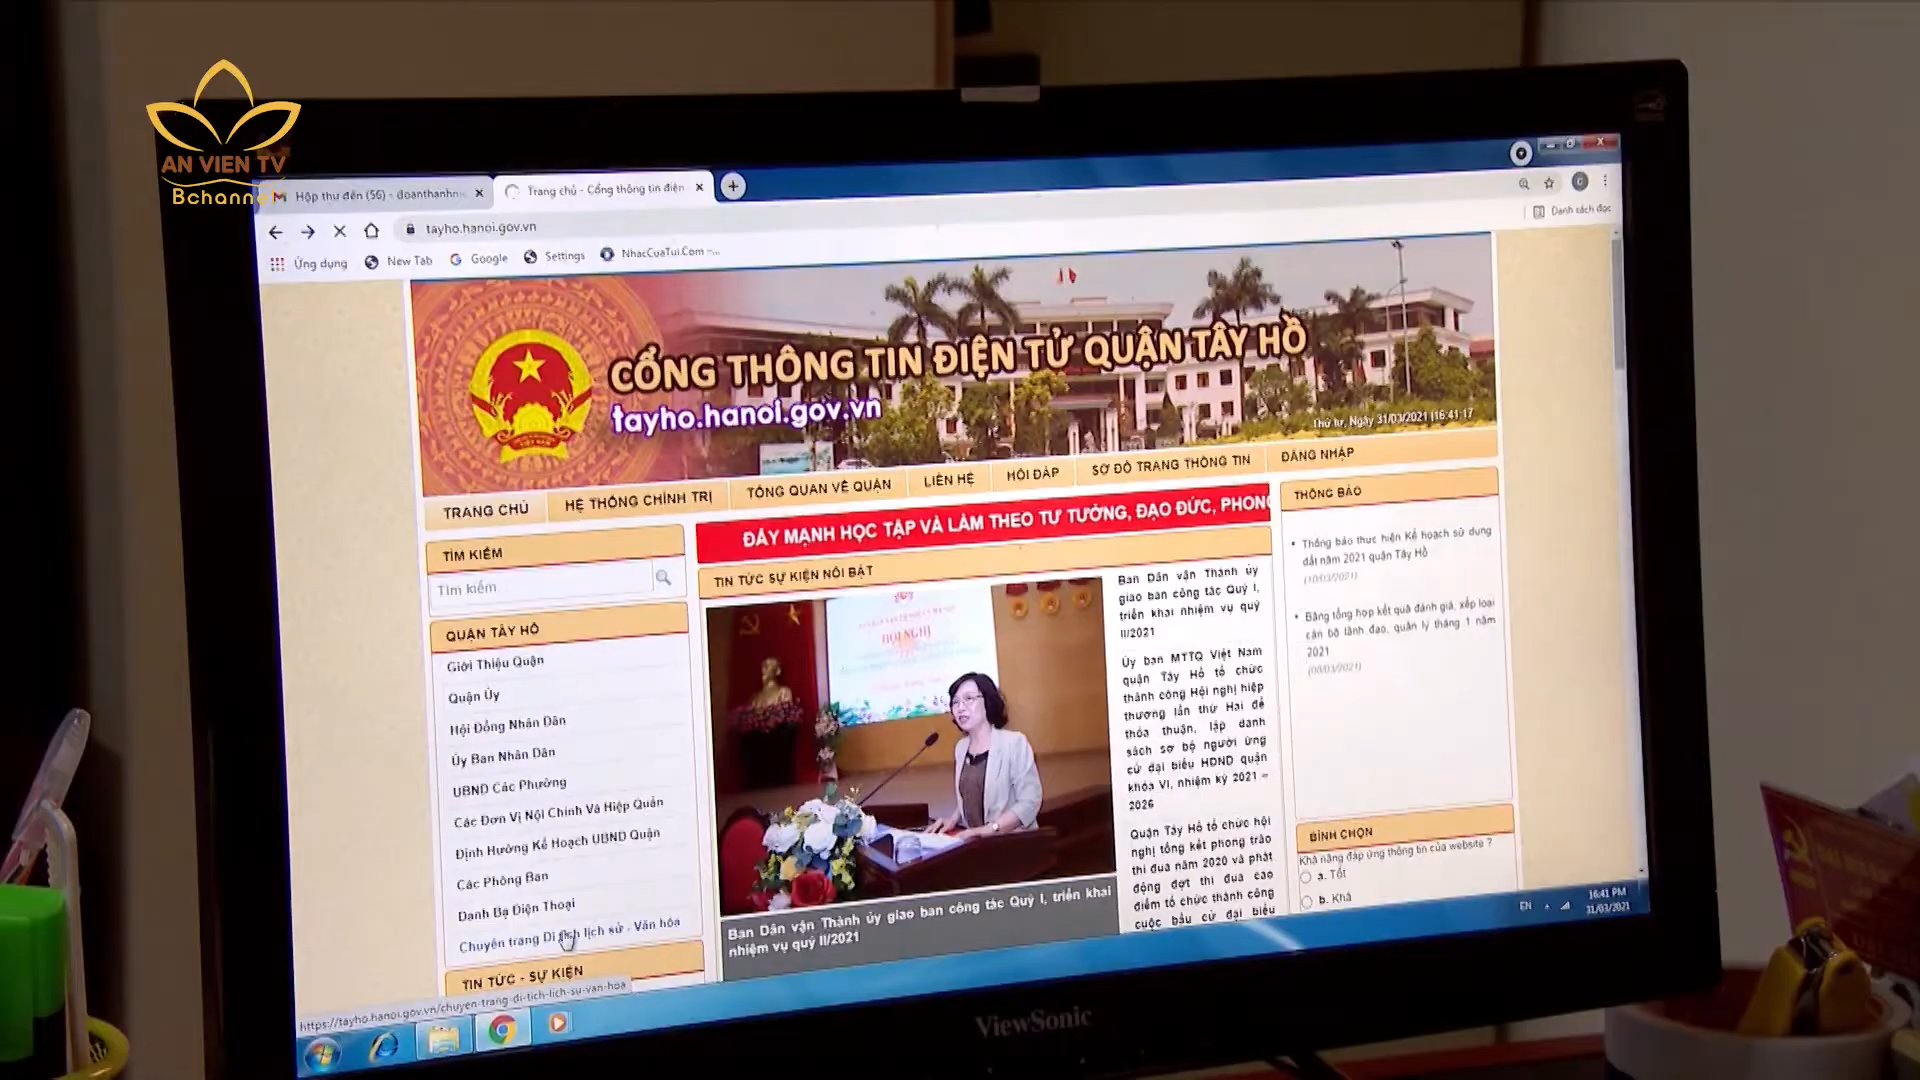 AN VIEN TV
Bchannel
Hộp thư đến (56) - doanthanhn
Trang chủ - Cổng thông tin điện
tayho.hanoi.gov.vn
Danh sách đọc
Ứng dụng
New Tab
Google
Settings
NhacCuaTui.Com –...
CỔNG THÔNG TIN ĐIỆN TỬ QUẬN TÂY HỒ
tayho.hanoi.gov.vn
Thứ tư, Ngày 31/03/2021 |16:41:17
TRANG CHỦ
HỆ THỐNG CHÍNH TRỊ
TỔNG QUAN VỀ QUẬN
LIÊN HỆ
HỎI ĐÁP
SƠ ĐỒ TRANG THÔNG TIN
ĐĂNG NHẬP
TÌM KIẾM
Tìm kiếm
QUẬN TÂY HỒ
Giới Thiệu Quận
Quận Ủy
Hội Đồng Nhân Dân
Ủy Ban Nhân Dân
UBND Các Phường
Các Đơn Vị Nội Chính Và Hiệp Quản
Định Hướng Kế Hoạch UBND Quận
Các Phòng Ban
Danh Bạ Điện Thoại
Chuyên trang Di tích lịch sử - Văn hóa
TIN TỨC - SỰ KIỆN
https://tayho.hanoi.gov.vn/chuyen-trang-di-tich-lich-su-van-hoa
ĐẨY MẠNH HỌC TẬP VÀ LÀM THEO TƯ TƯỞNG, ĐẠO ĐỨC, PHONG
TIN TỨC SỰ KIỆN NỔI BẬT
HỘI NGHỊ
Ban Dân vận Thành ủy giao ban công tác Quý I, triển khai
nhiệm vụ quý II/2021
Ban Dân vận Thành ủy
giao ban công tác Quý I,
triển khai nhiệm vụ quý
II/2021
Ủy ban MTTQ Việt Nam
quận Tây Hồ tổ chức
thành công Hội nghị hiệp
thương lần thứ Hai để
thỏa thuận, lập danh
sách sơ bộ người ứng
cử đại biểu HĐND quận
khóa VI, nhiệm kỳ 2021 –
2026
Quận Tây Hồ tổ chức hội
nghị tổng kết phong trào
thi đua năm 2020 và phát
động đợt thi đua cao
điểm tổ chức thành công
cuộc bầu cử đại biểu
THÔNG BÁO
Thông báo thực hiện Kế hoạch sử dụng
đất năm 2021 quận Tây Hồ
(10/03/2021)
Bảng tổng hợp kết quả đánh giá, xếp loại
cán bộ lãnh đạo, quản lý tháng 1 năm
2021
(08/03/2021)
BÌNH CHỌN
Khả năng đáp ứng thông tin của website ?
a. Tốt
b. Khá
EN
16:41 PM
31/03/2021
ViewSonic